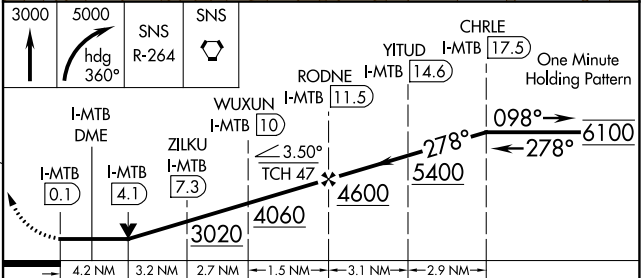 3000
5000
hdg
360°
SNS
R-264
SNS
CHRLE
I-MTB 17.5
One Minute
Holding Pattern
YITUD
I-MTB 14.6
RODNE
I-MTB 11.5
WUXUN
I-MTB 10
I-MTB
DME
ZILKU
I-MTB
7.3
I-MTB
0.1
I-MTB
4.1
3.50°
TCH 47
278°
098°
278°
6100
5400
4600
4060
3020
4.2 NM
3.2 NM
2.7 NM
1.5 NM
3.1 NM
2.9 NM